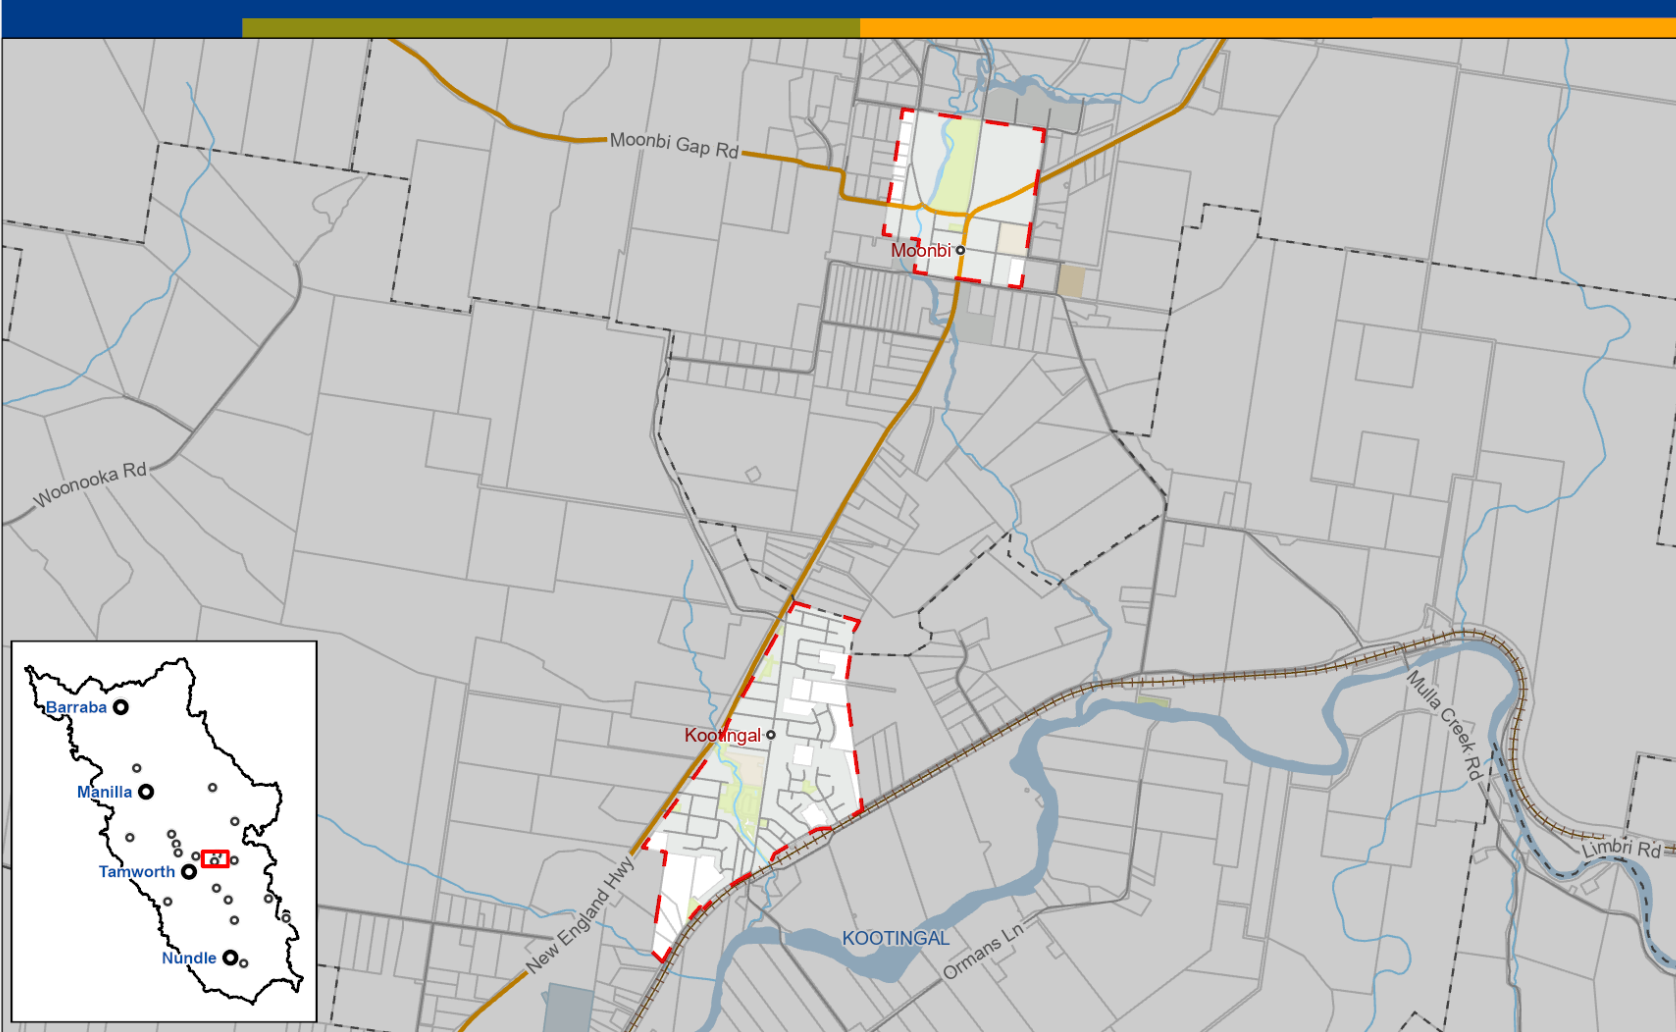 Moonbi Gap Rd
Moonbi
Woonooka Rd
Kootingal
Mulla Creek Rd
Limbri Rd
New England Hwy
KOOTINGAL
Ormans Ln
Barraba
Manilla
Tamworth
Nundle